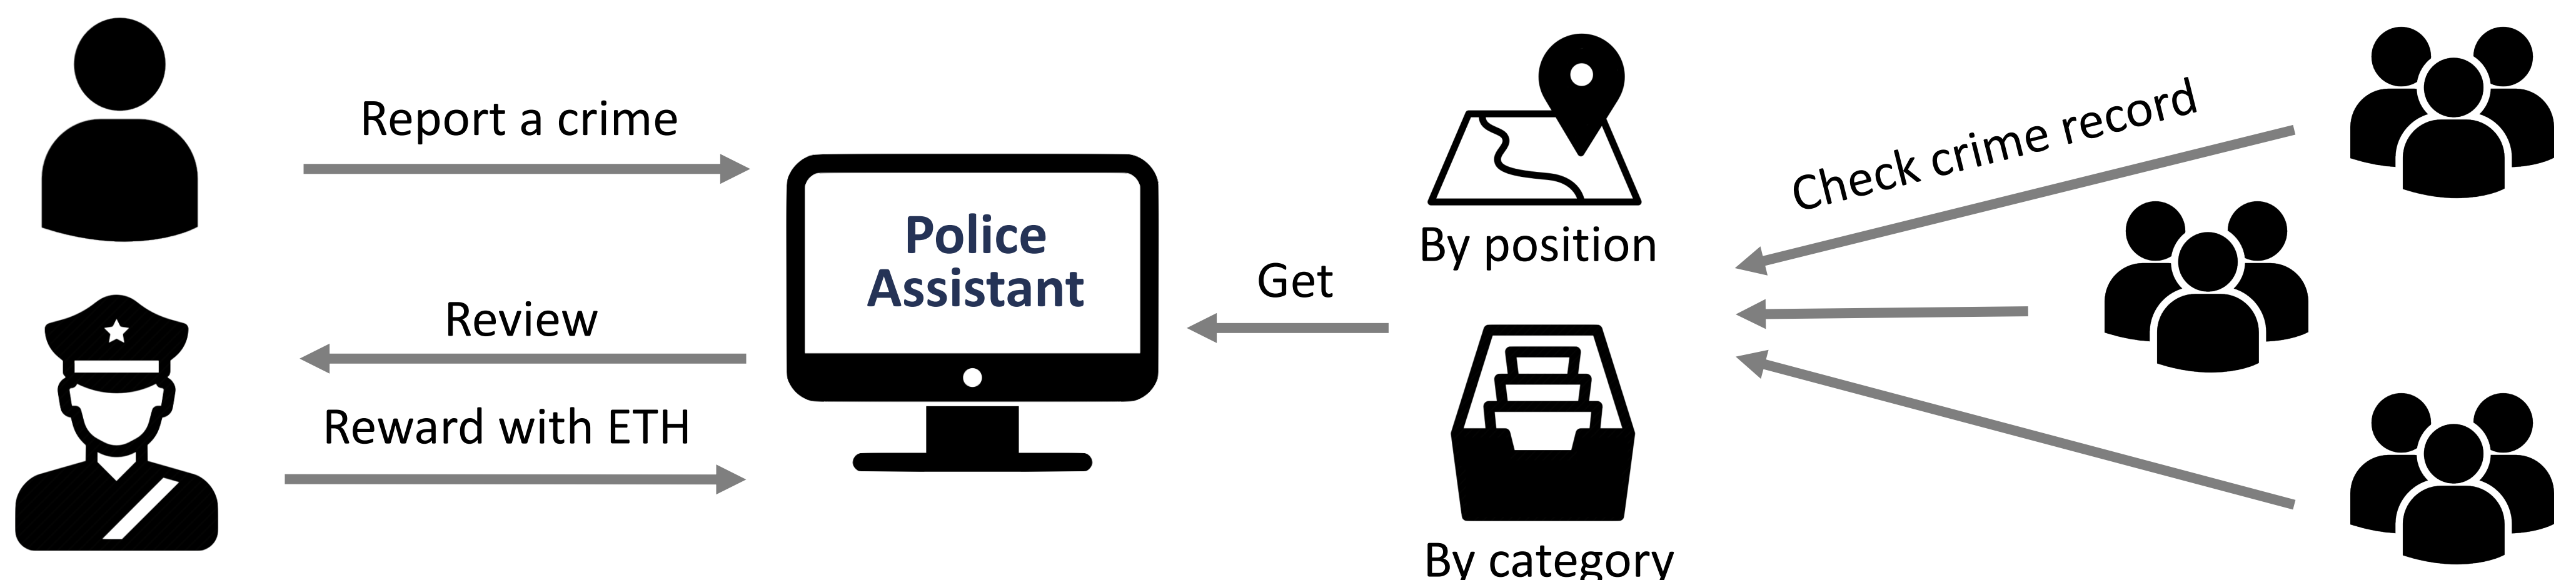 Report a crime
Review
Reward with ETH
Police
Assistant
Get
By position
By category
Check crime record